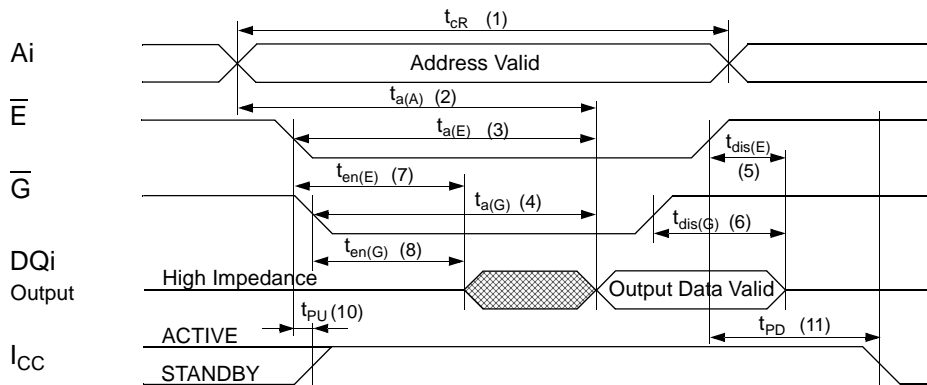 t_cR (1)
Ai
Address Valid
t_a(A) (2)
E̅
t_a(E) (3)
t_dis(E)
(5)
t_en(E) (7)
G̅
t_a(G) (4)
t_dis(G) (6)
t_en(G) (8)
DQi
Output
High Impedance
Output Data Valid
t_PU (10)
t_PD (11)
I_CC
ACTIVE
STANDBY